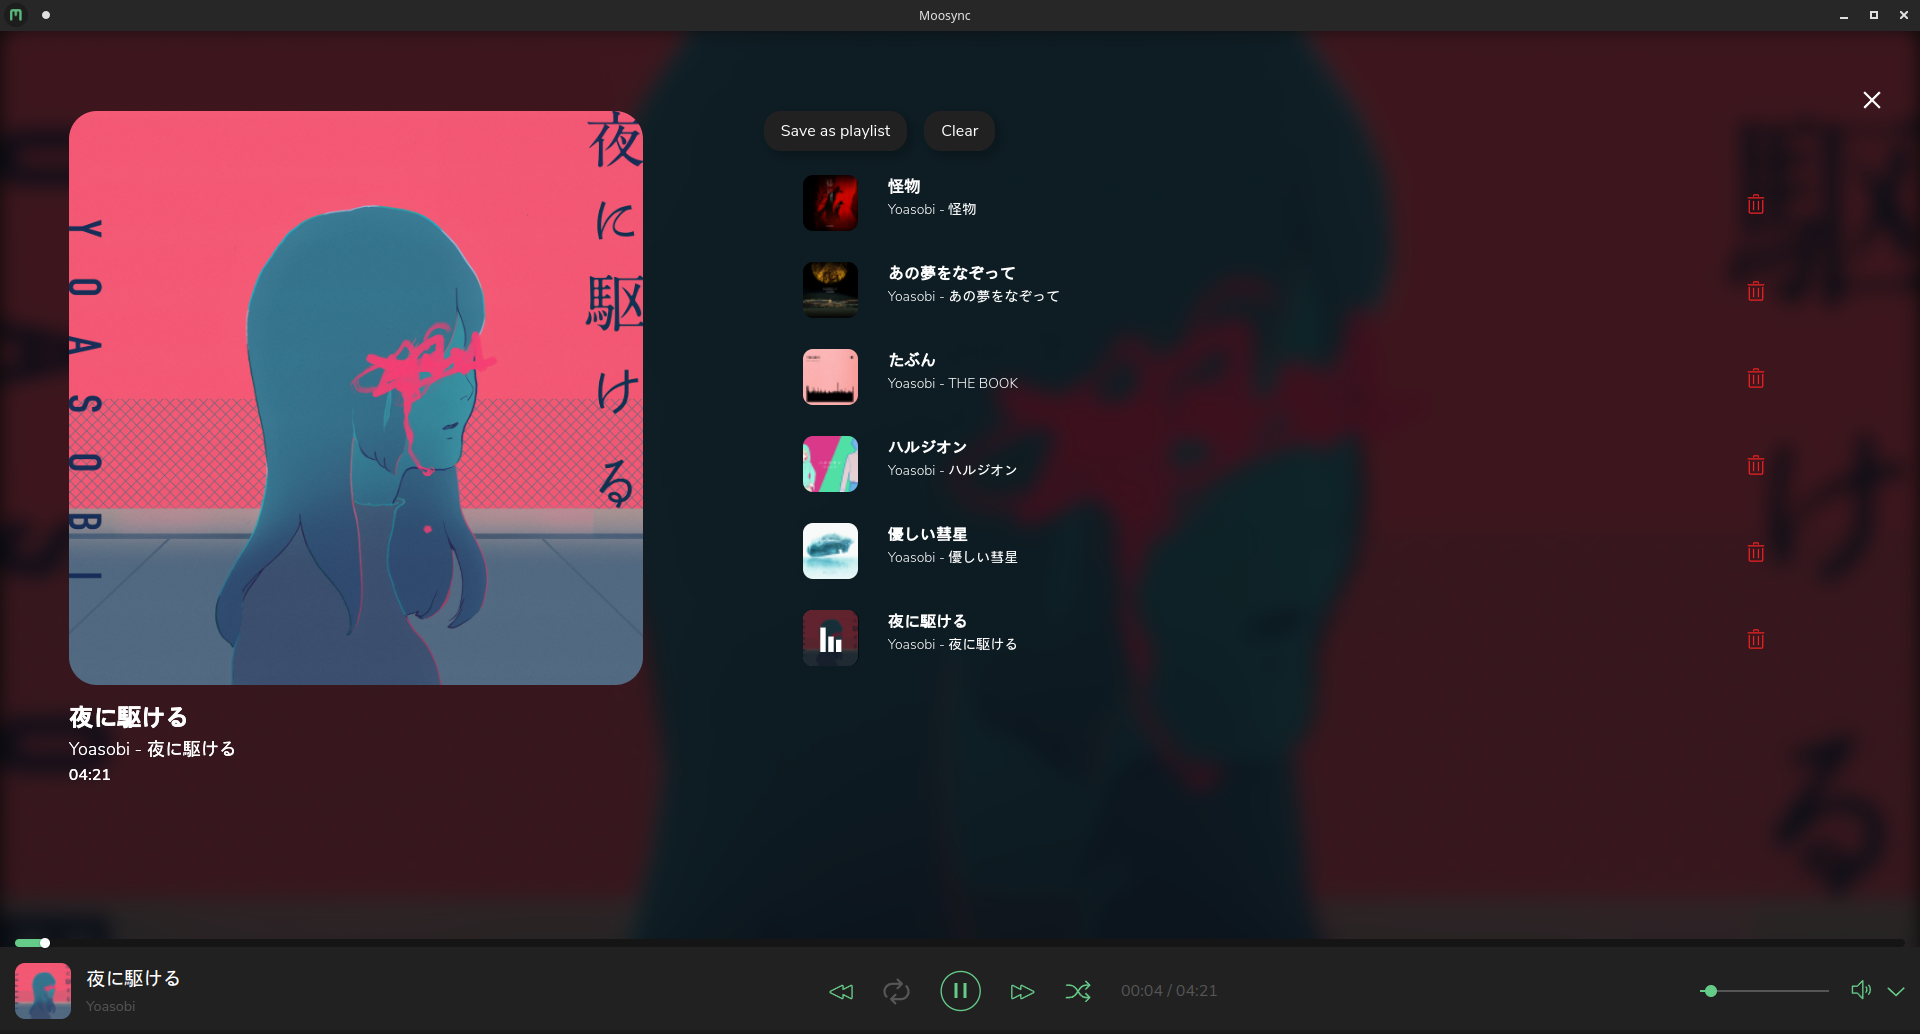 Moosync
YOASOBI
夜に駆ける
夜に駆ける
Yoasobi - 夜に駆ける
04:21
Save as playlist
Clear
怪物
Yoasobi - 怪物
あの夢をなぞって
Yoasobi - あの夢をなぞって
たぶん
Yoasobi - THE BOOK
ハルジオン
Yoasobi - ハルジオン
優しい彗星
Yoasobi - 優しい彗星
夜に駆ける
Yoasobi - 夜に駆ける
夜に駆ける
Yoasobi
00:04 / 04:21